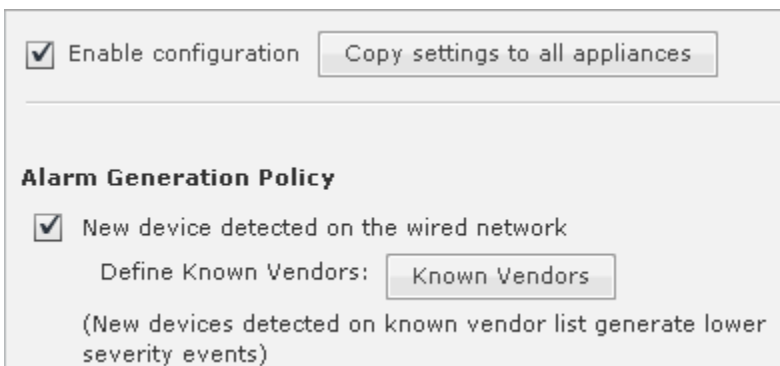 Enable configuration Copy settings to all appliances
Alarm Generation Policy
New device detected on the wired network
Define Known Vendors: Known Vendors
(New devices detected on known vendor list generate lower
severity events)